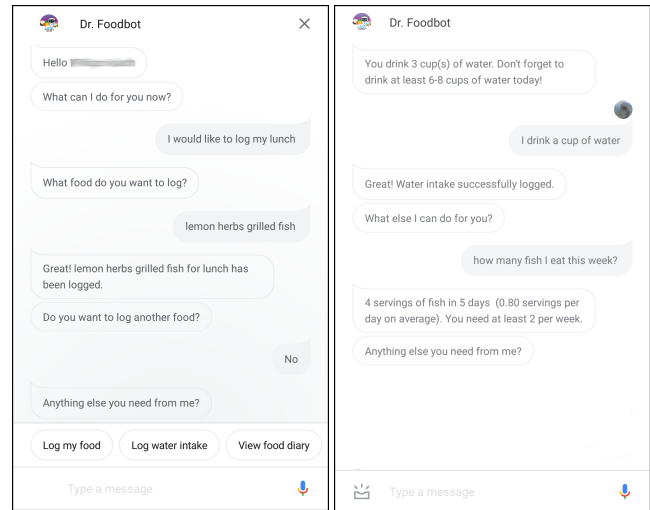 Dr. Foodbot
Hello
What can I do for you now?
I would like to log my lunch
What food do you want to log?
lemon herbs grilled fish
Great! lemon herbs grilled fish for lunch has
been logged.
Do you want to log another food?
No
Anything else you need from me?
Log my food
Log water intake
View food diary
Type a message
Dr. Foodbot
You drink 3 cup(s) of water. Don't forget to
drink at least 6-8 cups of water today!
I drink a cup of water
Great! Water intake successfully logged.
What else I can do for you?
how many fish I eat this week?
4 servings of fish in 5 days (0.80 servings per
day on average). You need at least 2 per week.
Anything else you need from me?
Type a message